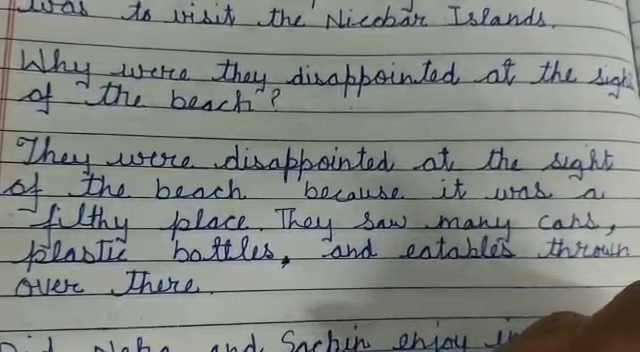 was to visit the Nicobar Islands.
Why were they disappointed at the sight
of the beach?
They were disappointed at the sight
of the beach because it was a
filthy place. They saw many cans,
plastic bottles, and eatables thrown
over there.
and Sachin enjoy